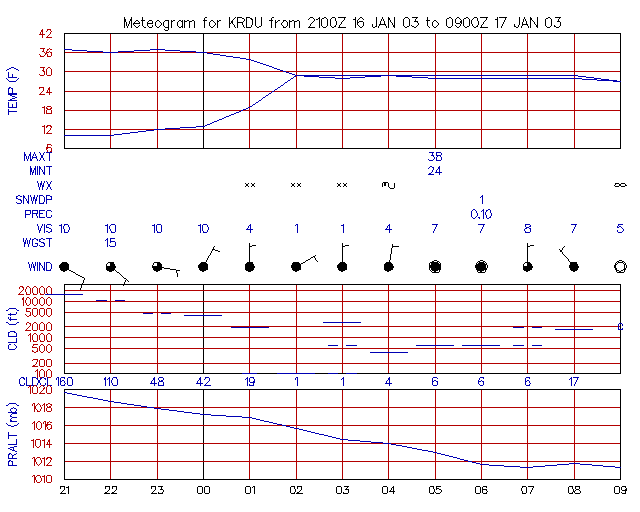 Meteogram for KRDU from 2100Z 16 JAN 03 to 0900Z 17 JAN 03
TEMP (F)
42
36
30
24
18
12
6
MAXT 38
MINT 24
WX
SNWDP 1
PREC 0.10
VIS 10 10 10 10 4 1 1 4 7 7 8 7 5
WGST 15
WIND
CLD (ft)
20000
10000
5000
2000
1000
500
200
100
CLDCL 160 110 48 42 19 1 1 4 6 6 6 17
PRALT (mb)
1020
1018
1016
1014
1012
1010
21 22 23 00 01 02 03 04 05 06 07 08 09